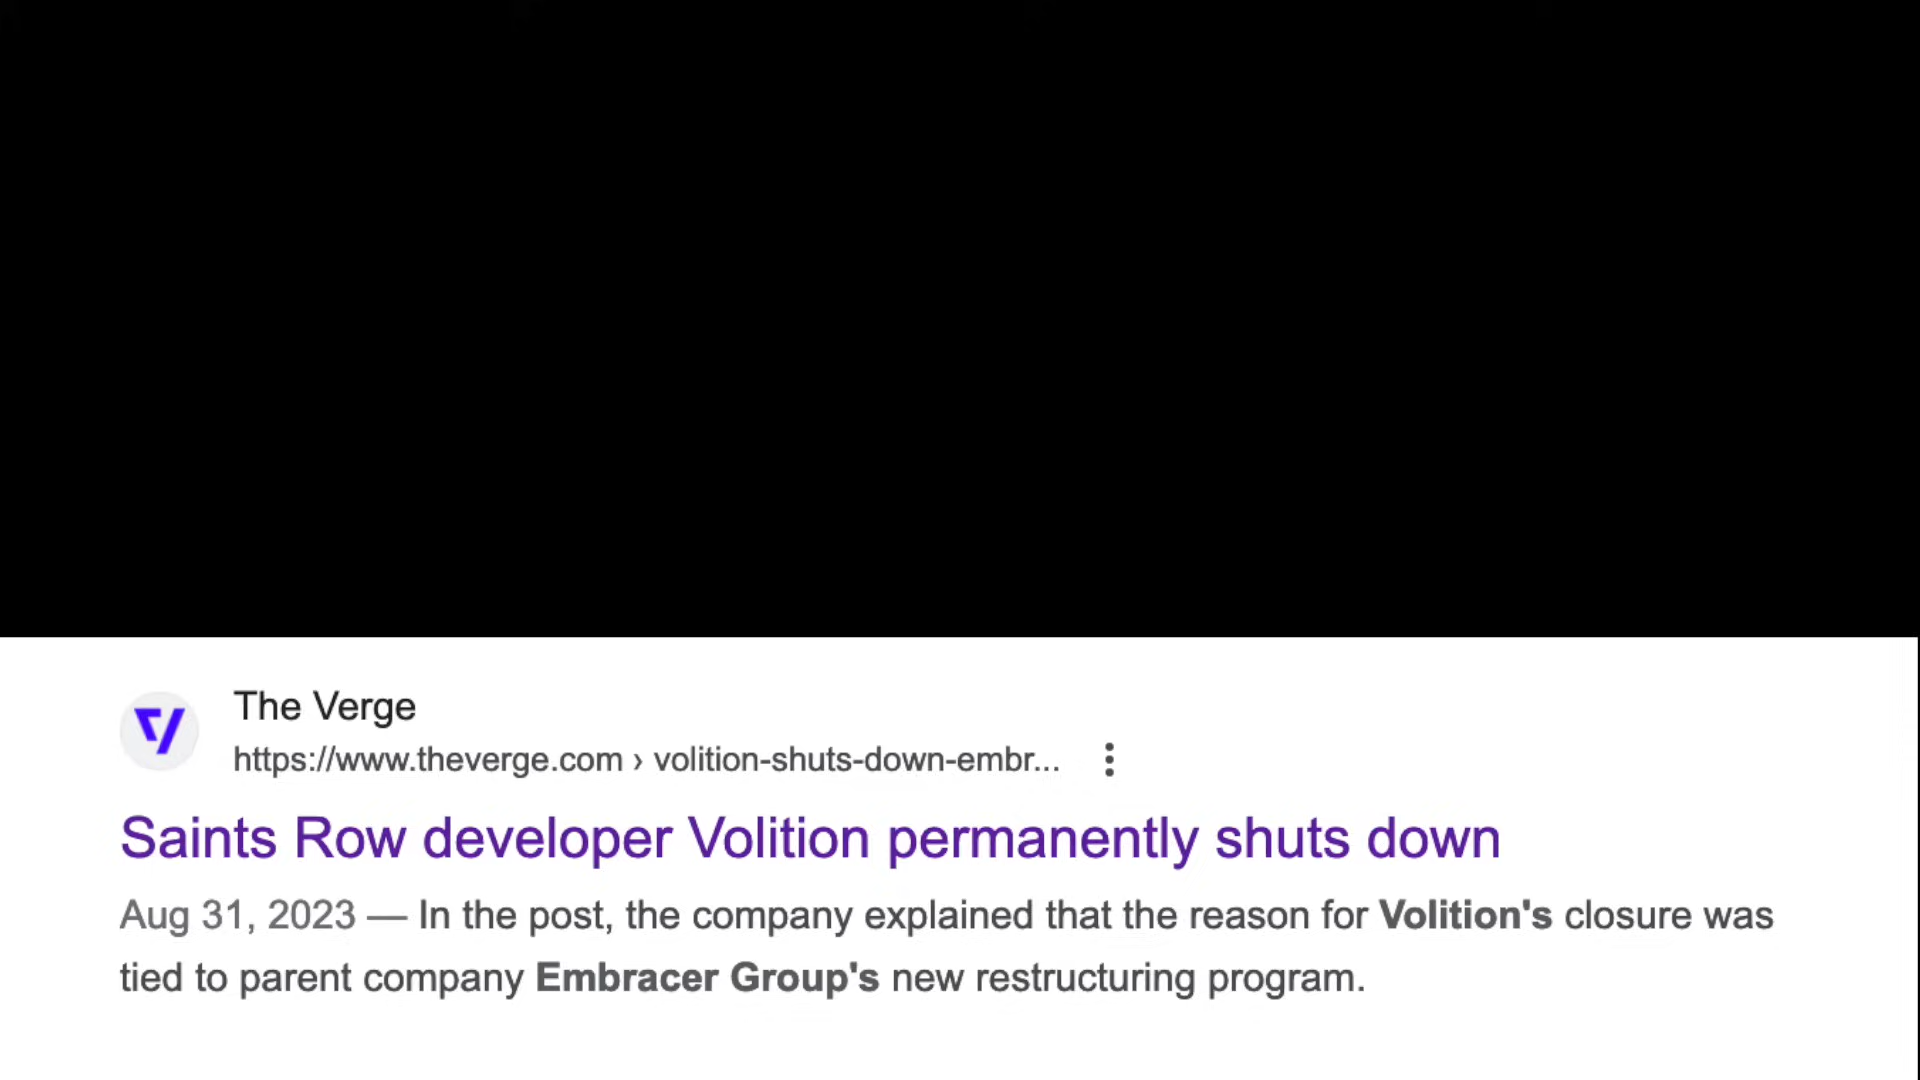 The Verge
https://www.theverge.com › volition-shuts-down-embr...
Saints Row developer Volition permanently shuts down
Aug 31, 2023 — In the post, the company explained that the reason for Volition's closure was
tied to parent company Embracer Group's new restructuring program.